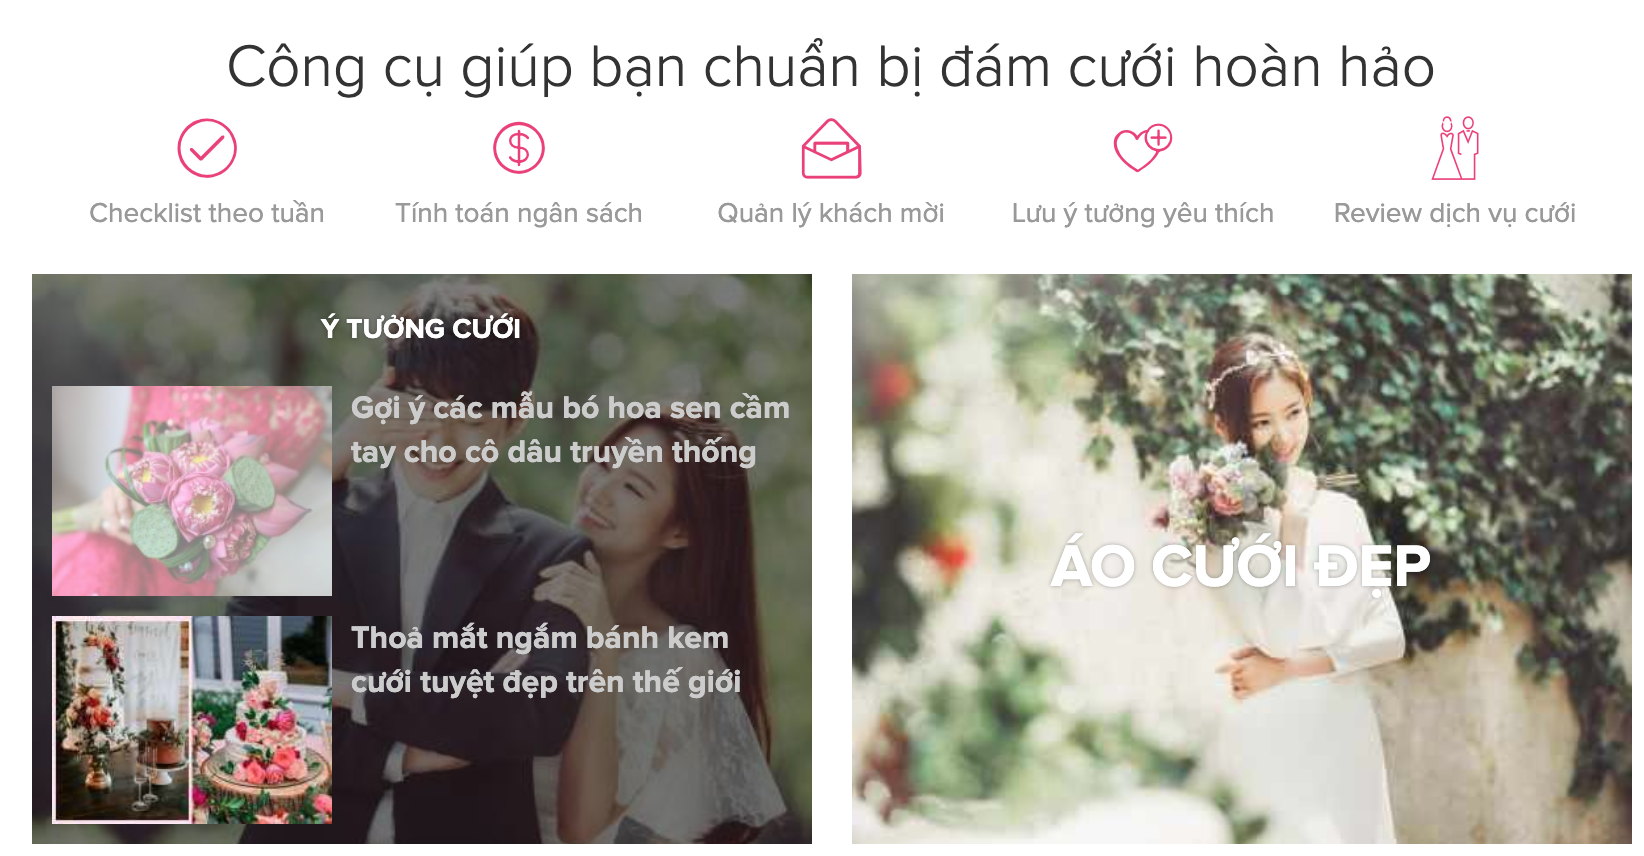 Công cụ giúp bạn chuẩn bị đám cưới hoàn hảo
Checklist theo tuần
Tính toán ngân sách
Quản lý khách mời
Lưu ý tưởng yêu thích
Review dịch vụ cưới
Ý TƯỞNG CƯỚI
Gợi ý các mẫu bó hoa sen cầm
tay cho cô dâu truyền thống
Thoả mắt ngắm bánh kem
cưới tuyệt đẹp trên thế giới
ÁO CƯỚI ĐẸP